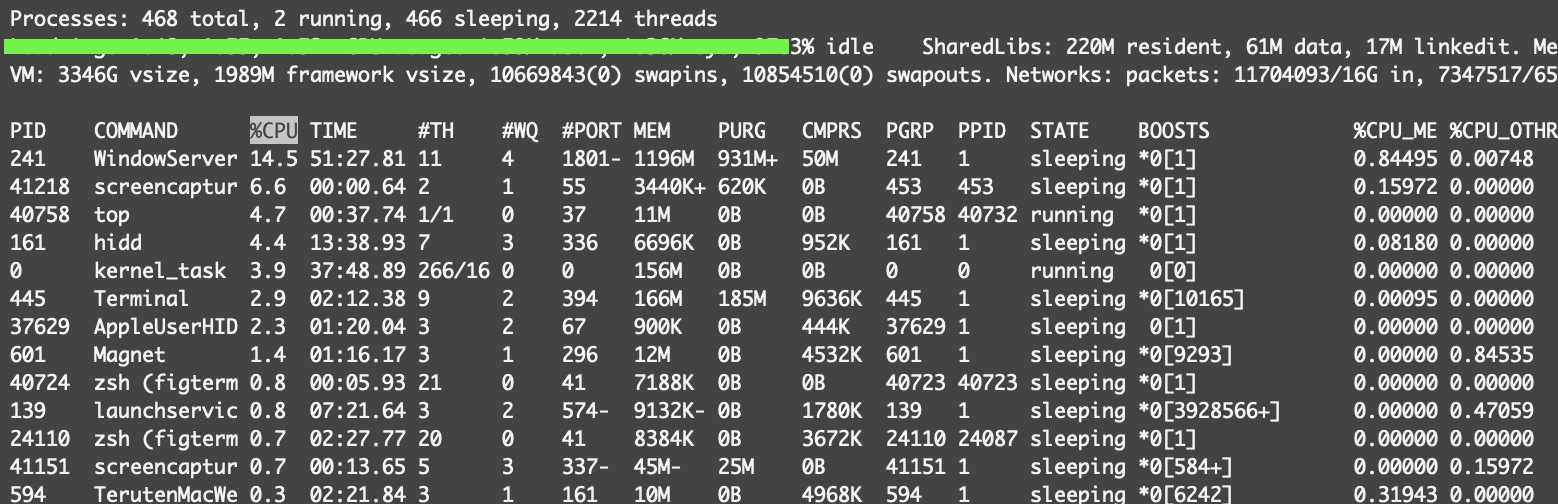 Processes: 468 total, 2 running, 466 sleeping, 2214 threads
3% idle    SharedLibs: 220M resident, 61M data, 17M linkedit. Me
VM: 3346G vsize, 1989M framework vsize, 10669843(0) swapins, 10854510(0) swapouts. Networks: packets: 11704093/16G in, 7347517/65
PID    COMMAND      %CPU TIME     #TH    #WQ  #PORT MEM    PURG   CMPRS  PGRP  PPID  STATE    BOOSTS            %CPU_ME %CPU_OTHR
241    WindowServer 14.5 51:27.81 11     4    1801- 1196M  931M+  50M    241   1     sleeping *0[1]             0.84495 0.00748
41218  screencaptur 6.6  00:00.64 2      1    55    3440K+ 620K   0B     453   453   sleeping *0[1]             0.15972 0.00000
40758  top          4.7  00:37.74 1/1    0    37    11M    0B     0B     40758 40732 running  *0[1]             0.00000 0.00000
161    hidd         4.4  13:38.93 7      3    336   6696K  0B     952K   161   1     sleeping *0[1]             0.08180 0.00000
0      kernel_task  3.9  37:48.89 266/16 0    0     156M   0B     0B     0     0     running   0[0]             0.00000 0.00000
445    Terminal     2.9  02:12.38 9      2    394   166M   185M   9636K  445   1     sleeping *0[10165]         0.00095 0.00000
37629  AppleUserHID 2.3  01:20.04 3      2    67    900K   0B     444K   37629 1     sleeping  0[1]             0.00000 0.00000
601    Magnet       1.4  01:16.17 3      1    296   12M    0B     4532K  601   1     sleeping *0[9293]          0.00000 0.84535
40724  zsh (figterm 0.8  00:05.93 21     0    41    7188K  0B     0B     40723 40723 sleeping *0[1]             0.00000 0.00000
139    launchservic 0.8  07:21.64 3      2    574-  9132K- 0B     1780K  139   1     sleeping *0[3928566+]      0.00000 0.47059
24110  zsh (figterm 0.7  02:27.77 20     0    41    8384K  0B     3672K  24110 24087 sleeping *0[1]             0.00000 0.00000
41151  screencaptur 0.7  00:13.65 5      3    337-  45M-   25M    0B     41151 1     sleeping *0[584+]          0.00000 0.15972
594    TerutenMacWe 0.3  02:21.84 3      1    161   10M    0B     4968K  594   1     sleeping *0[6242]          0.31943 0.00000